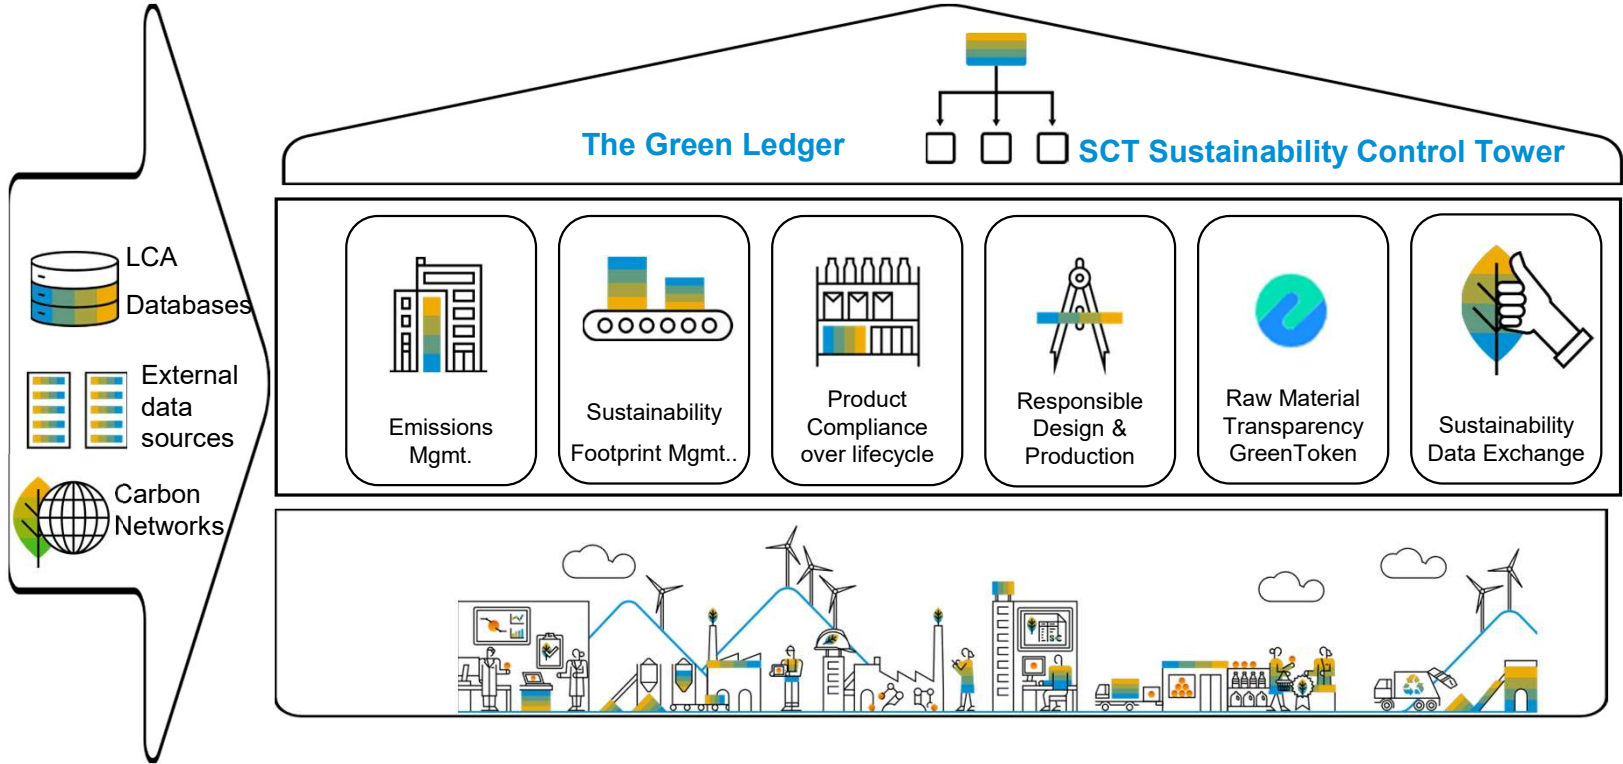 The Green Ledger
SCT Sustainability Control Tower
LCA
Databases
External
data
sources
Carbon
Networks
Emissions
Mgmt.
Sustainability
Footprint Mgmt..
Product
Compliance
over lifecycle
Responsible
Design &
Production
Raw Material
Transparency
GreenToken
Sustainability
Data Exchange